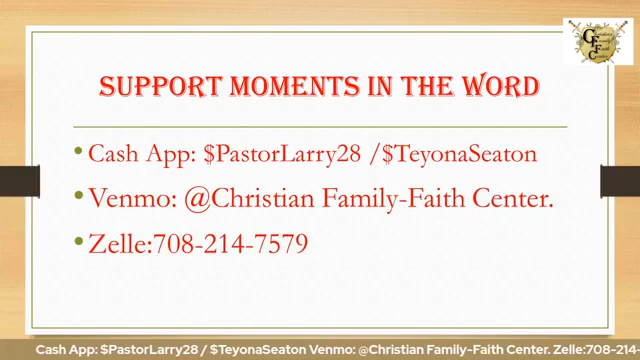 SUPPORT MOMENTS IN THE WORD
• Cash App: $PastorLarry28 /$TeyonaSeaton
• Venmo: @Christian Family-Faith Center.
• Zelle:708-214-7579
Cash App: $PastorLarry28 / $TeyonaSeaton Venmo: @Christian Family-Faith Center. Zelle:708-214-